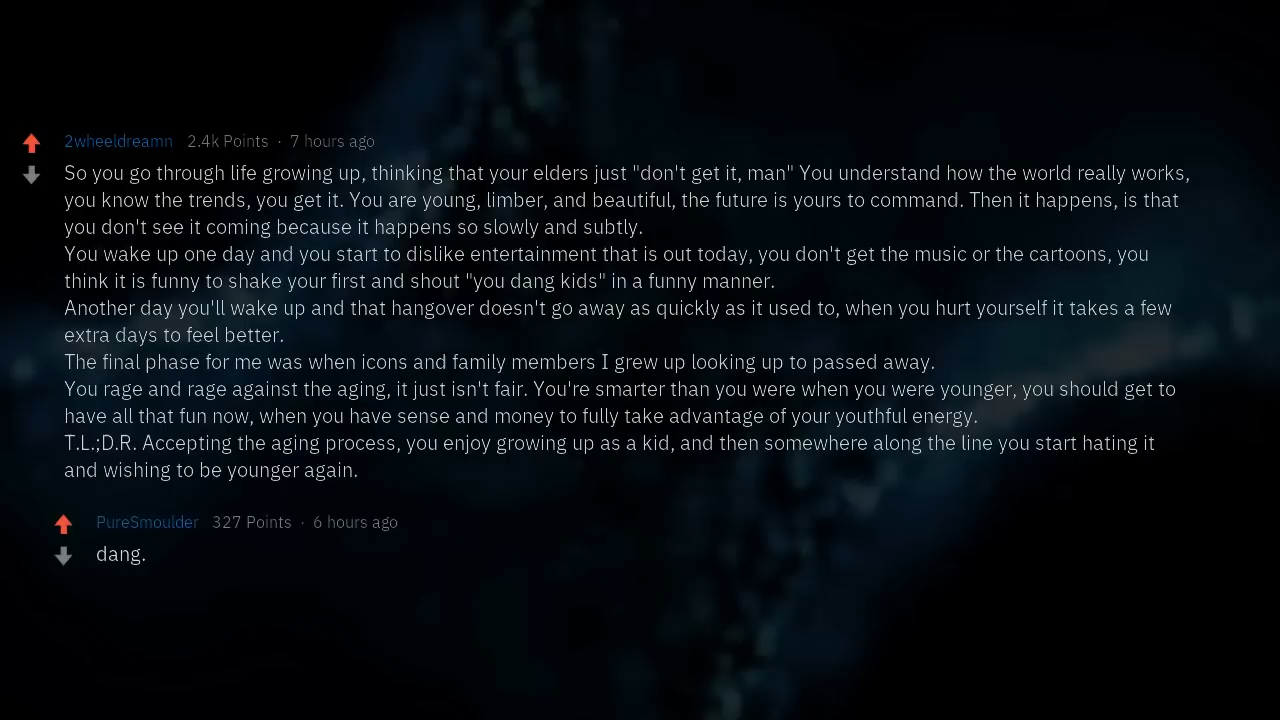 2wheeldreamn 2.4k Points · 7 hours ago
So you go through life growing up, thinking that your elders just "don't get it, man" You understand how the world really works,
you know the trends, you get it. You are young, limber, and beautiful, the future is yours to command. Then it happens, is that
you don't see it coming because it happens so slowly and subtly.
You wake up one day and you start to dislike entertainment that is out today, you don't get the music or the cartoons, you
think it is funny to shake your first and shout "you dang kids" in a funny manner.
Another day you'll wake up and that hangover doesn't go away as quickly as it used to, when you hurt yourself it takes a few
extra days to feel better.
The final phase for me was when icons and family members I grew up looking up to passed away.
You rage and rage against the aging, it just isn't fair. You're smarter than you were when you were younger, you should get to
have all that fun now, when you have sense and money to fully take advantage of your youthful energy.
T.L.;D.R. Accepting the aging process, you enjoy growing up as a kid, and then somewhere along the line you start hating it
and wishing to be younger again.
PureSmoulder 327 Points · 6 hours ago
dang.